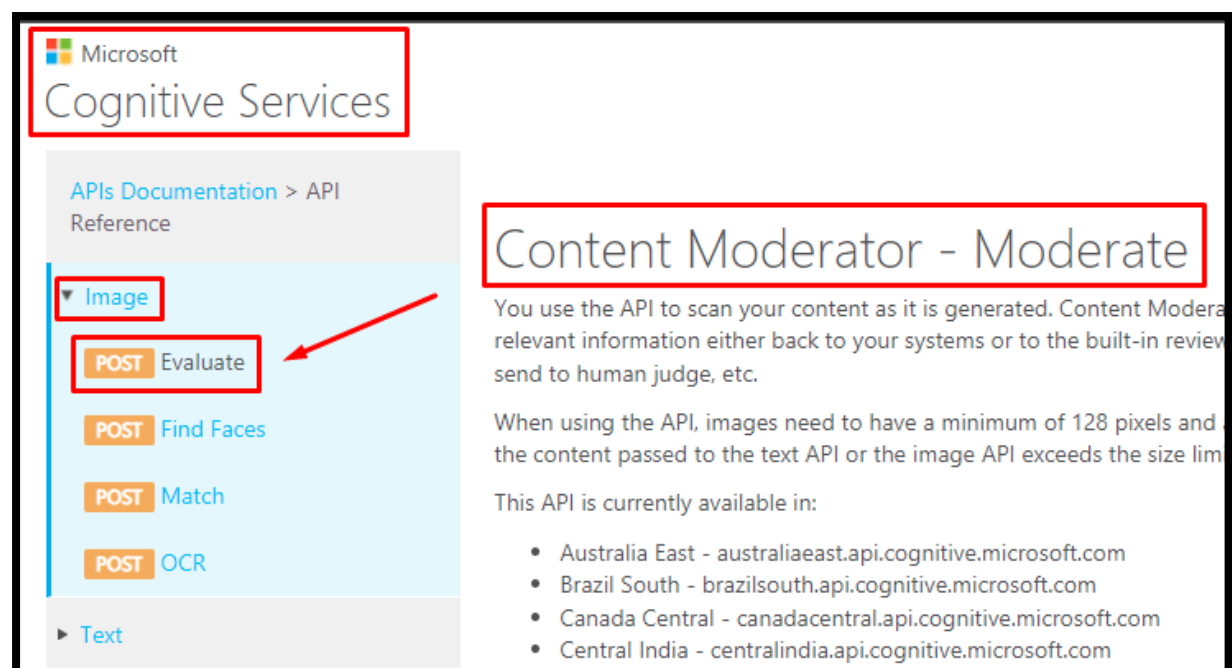 Microsoft
Cognitive Services
APIs Documentation > API
Reference
Image
POST Evaluate
POST Find Faces
POST Match
POST OCR
Text
Content Moderator - Moderate
You use the API to scan your content as it is generated. Content Modera
relevant information either back to your systems or to the built-in review
send to human judge, etc.
When using the API, images need to have a minimum of 128 pixels and
the content passed to the text API or the image API exceeds the size lim
This API is currently available in:
Australia East - australiaeast.api.cognitive.microsoft.com
Brazil South - brazilsouth.api.cognitive.microsoft.com
Canada Central - canadacentral.api.cognitive.microsoft.com
Central India - centralindia.api.cognitive.microsoft.com